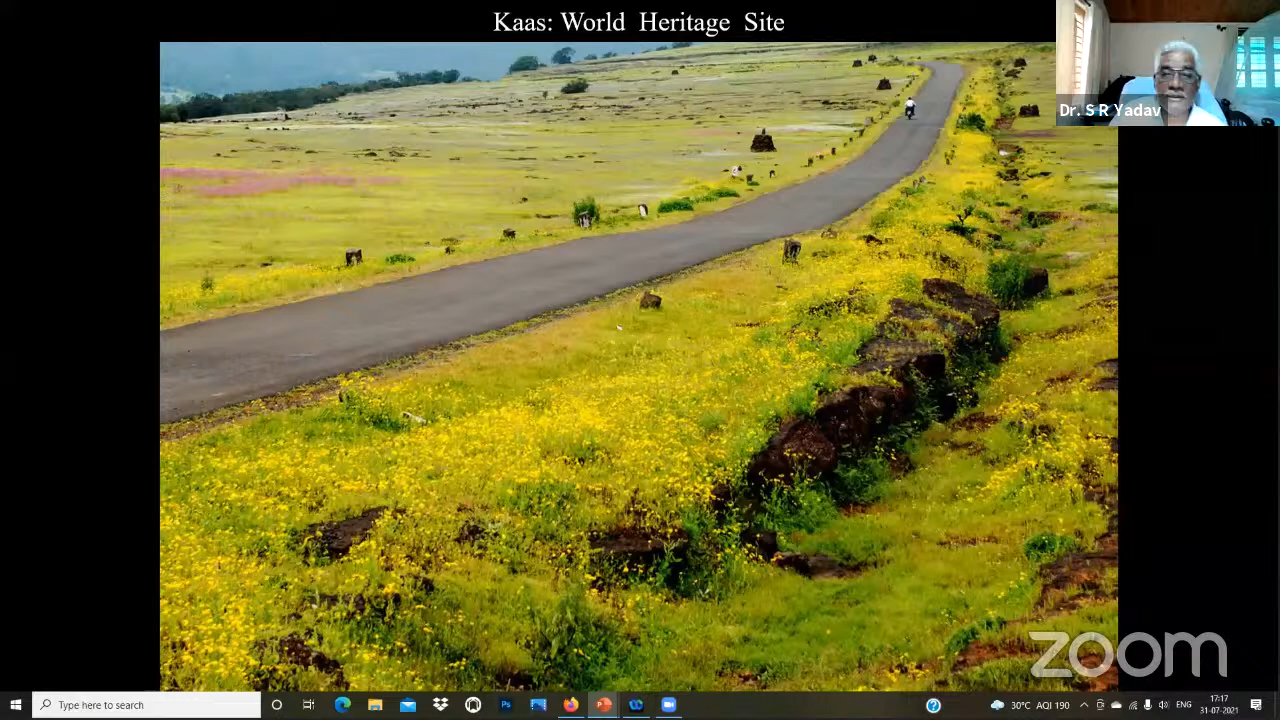 Kaas: World Heritage Site
Dr. S R Yadav
zoom
Type here to search
30°C AQI 190
ENG
17:17
31-07-2021